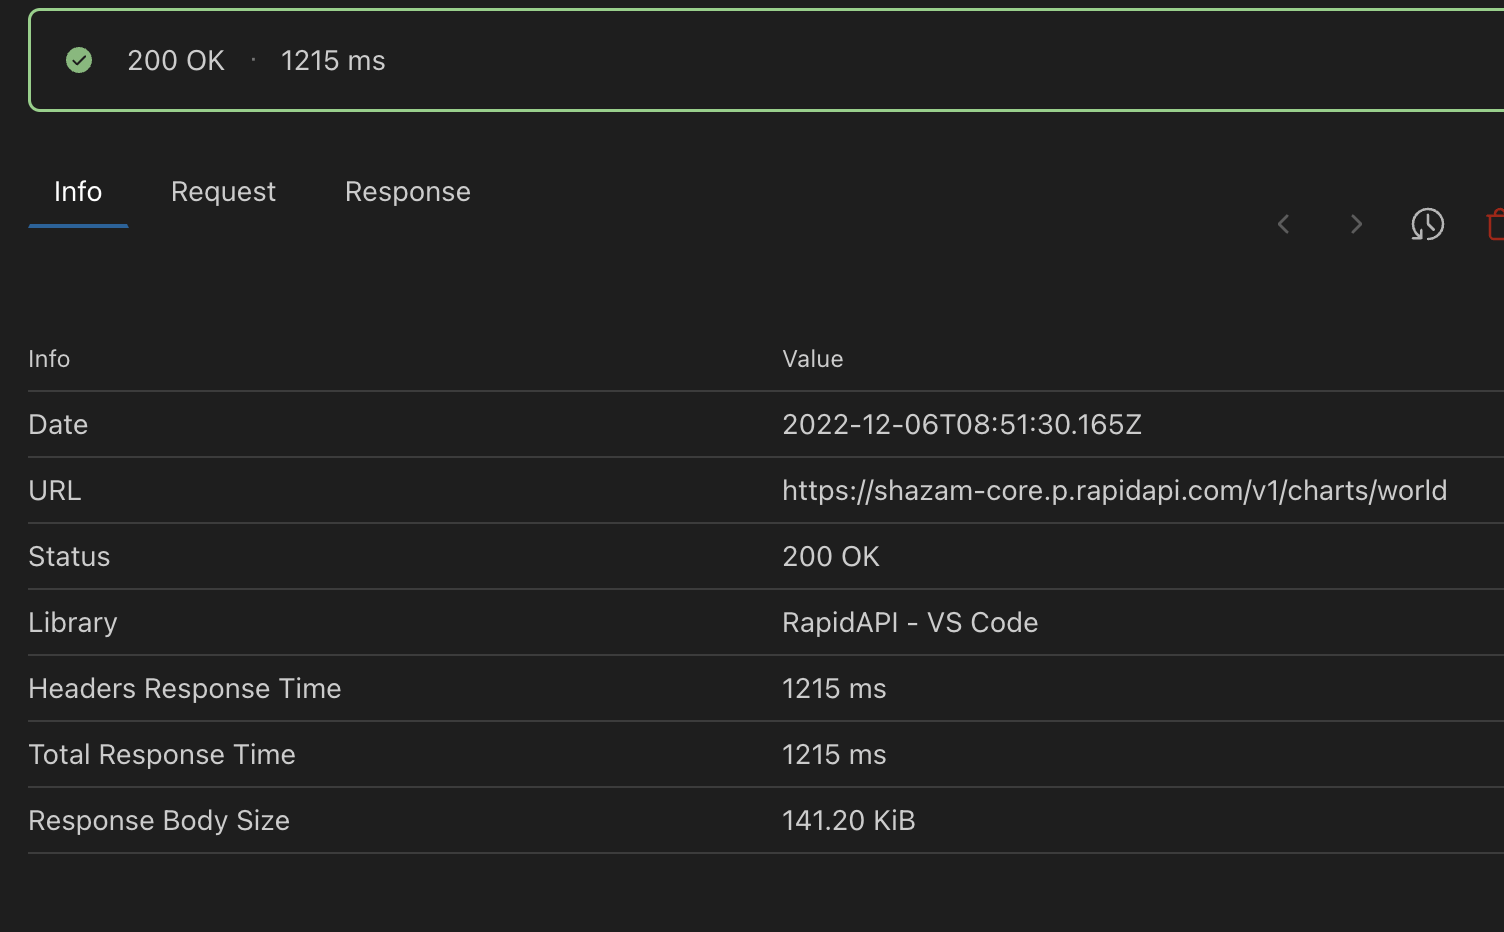 200 OK · 1215 ms
Info Request Response
Info Value
Date 2022-12-06T08:51:30.165Z
URL https://shazam-core.p.rapidapi.com/v1/charts/world
Status 200 OK
Library RapidAPI - VS Code
Headers Response Time 1215 ms
Total Response Time 1215 ms
Response Body Size 141.20 KiB